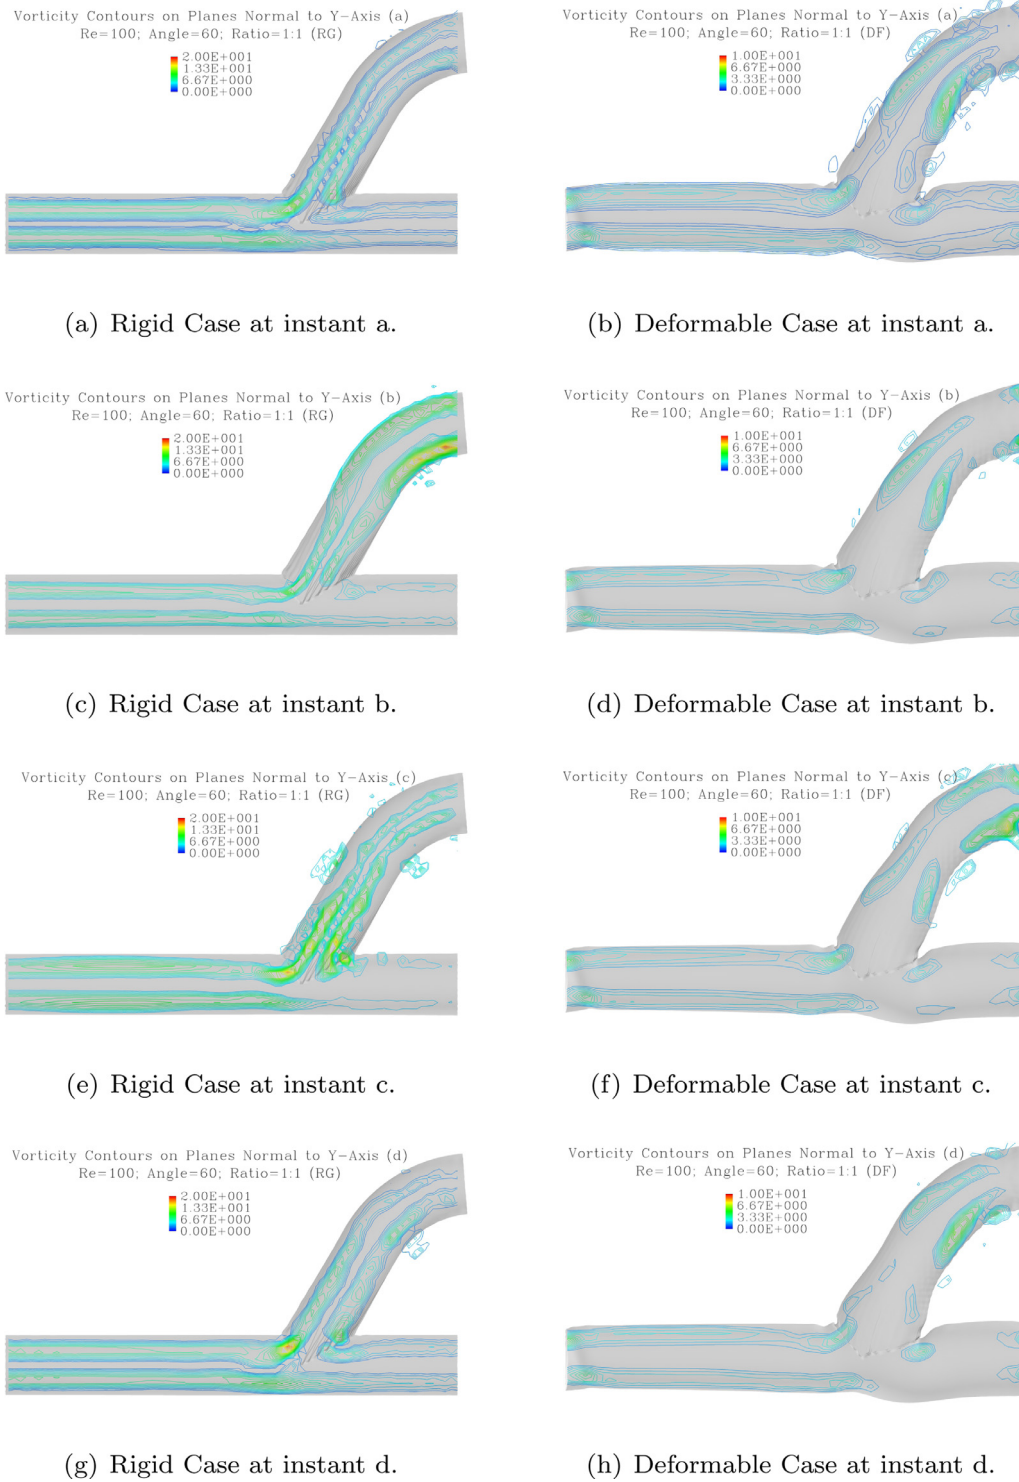 Vorticity Contours on Planes Normal to Y-Axis (a)
Re=100; Angle=60; Ratio=1:1 (RG)
2.00E+001
1.33E+001
6.67E+000
0.00E+000
(a) Rigid Case at instant a.
Vorticity Contours on Planes Normal to Y-Axis (a)
Re=100; Angle=60; Ratio=1:1 (DF)
1.00E+001
6.67E+000
3.33E+000
0.00E+000
(b) Deformable Case at instant a.
Vorticity Contours on Planes Normal to Y-Axis (b)
Re=100; Angle=60; Ratio=1:1 (RG)
2.00E+001
1.33E+001
6.67E+000
0.00E+000
(c) Rigid Case at instant b.
Vorticity Contours on Planes Normal to Y-Axis (b)
Re=100; Angle=60; Ratio=1:1 (DF)
1.00E+001
6.67E+000
3.33E+000
0.00E+000
(d) Deformable Case at instant b.
Vorticity Contours on Planes Normal to Y-Axis (c)
Re=100; Angle=60; Ratio=1:1 (RG)
2.00E+001
1.33E+001
6.67E+000
0.00E+000
(e) Rigid Case at instant c.
Vorticity Contours on Planes Normal to Y-Axis (c)
Re=100; Angle=60; Ratio=1:1 (DF)
1.00E+001
6.67E+000
3.33E+000
0.00E+000
(f) Deformable Case at instant c.
Vorticity Contours on Planes Normal to Y-Axis (d)
Re=100; Angle=60; Ratio=1:1 (RG)
2.00E+001
1.33E+001
6.67E+000
0.00E+000
(g) Rigid Case at instant d.
Vorticity Contours on Planes Normal to Y-Axis (d)
Re=100; Angle=60; Ratio=1:1 (DF)
1.00E+001
6.67E+000
3.33E+000
0.00E+000
(h) Deformable Case at instant d.